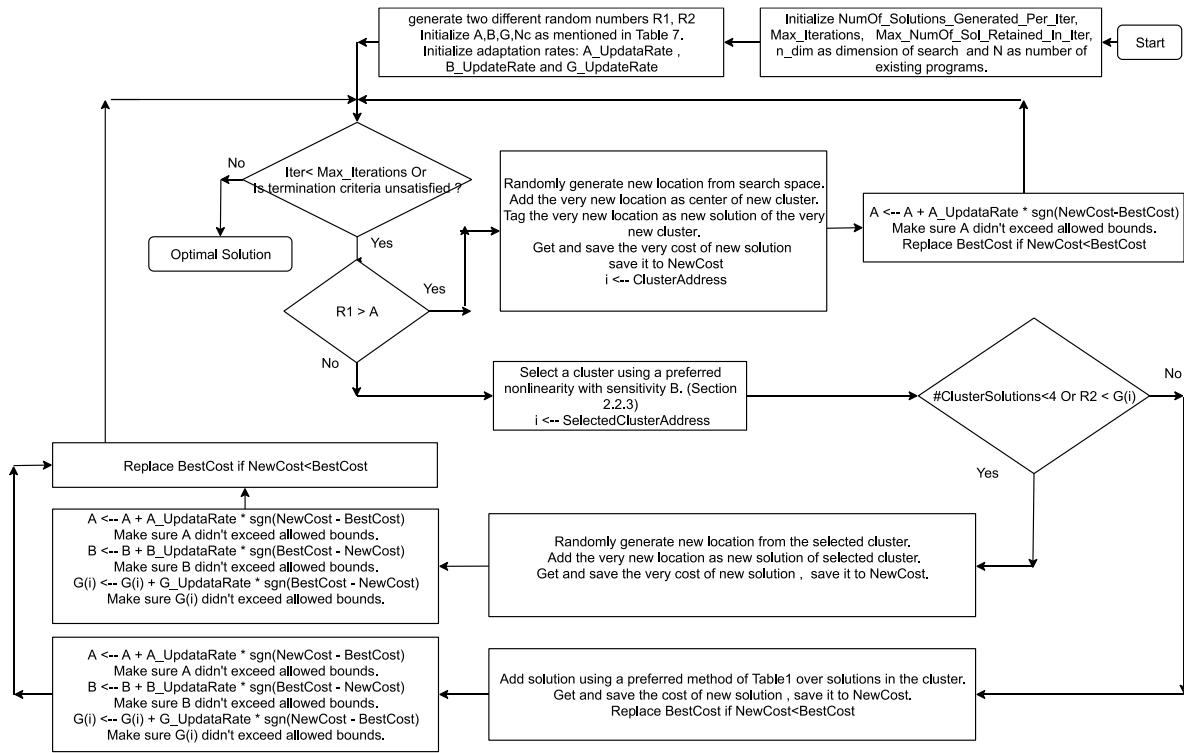 generate two different random numbers R1, R2
Initialize A,B,G,Nc as mentioned in Table 7.
Initialize adaptation rates: A_UpdataRate ,
B_UpdateRate and G_UpdateRate
Initialize NumOf_Solutions_Generated_Per_Iter,
Max_Iterations, Max_NumOf_Sol_Retained_In_Iter,
n_dim as dimension of search and N as number of
existing programs.
Start
No
Iter< Max_Iterations Or
Is termination criteria unsatisfied ?
Optimal Solution
Yes
Yes
R1 > A
No
Randomly generate new location from search space.
Add the very new location as center of new cluster.
Tag the very new location as new solution of the very
new cluster.
Get and save the very cost of new solution
save it to NewCost
i <-- ClusterAddress
A <-- A + A_UpdateRate * sgn(NewCost-BestCost)
Make sure A didn't exceed allowed bounds.
Replace BestCost if NewCost<BestCost
Select a cluster using a preferred
nonlinearity with sensitivity B. (Section
2.2.3)
i <-- SelectedClusterAddress
#ClusterSolutions<4 Or R2 < G(i)
No
Yes
Replace BestCost if NewCost<BestCost
A <-- A + A_UpdataRate * sgn(NewCost - BestCost)
Make sure A didn't exceed allowed bounds.
B <-- B + B_UpdateRate * sgn(BestCost - NewCost)
Make sure B didn't exceed allowed bounds.
G(i) <-- G(i) + G_UpdateRate * sgn(BestCost - NewCost)
Make sure G(i) didn't exceed allowed bounds.
Randomly generate new location from the selected cluster.
Add the very new location as new solution of selected cluster.
Get and save the very cost of new solution , save it to NewCost.
A <-- A + A_UpdataRate * sgn(NewCost - BestCost)
Make sure A didn't exceed allowed bounds.
B <-- B + B_UpdateRate * sgn(BestCost - NewCost)
Make sure B didn't exceed allowed bounds.
G(i) <-- G(i) + G_UpdateRate * sgn(NewCost - BestCost)
Make sure G(i) didn't exceed allowed bounds.
Add solution using a preferred method of Table1 over solutions in the cluster.
Get and save the cost of new solution , save it to NewCost.
Replace BestCost if NewCost<BestCost